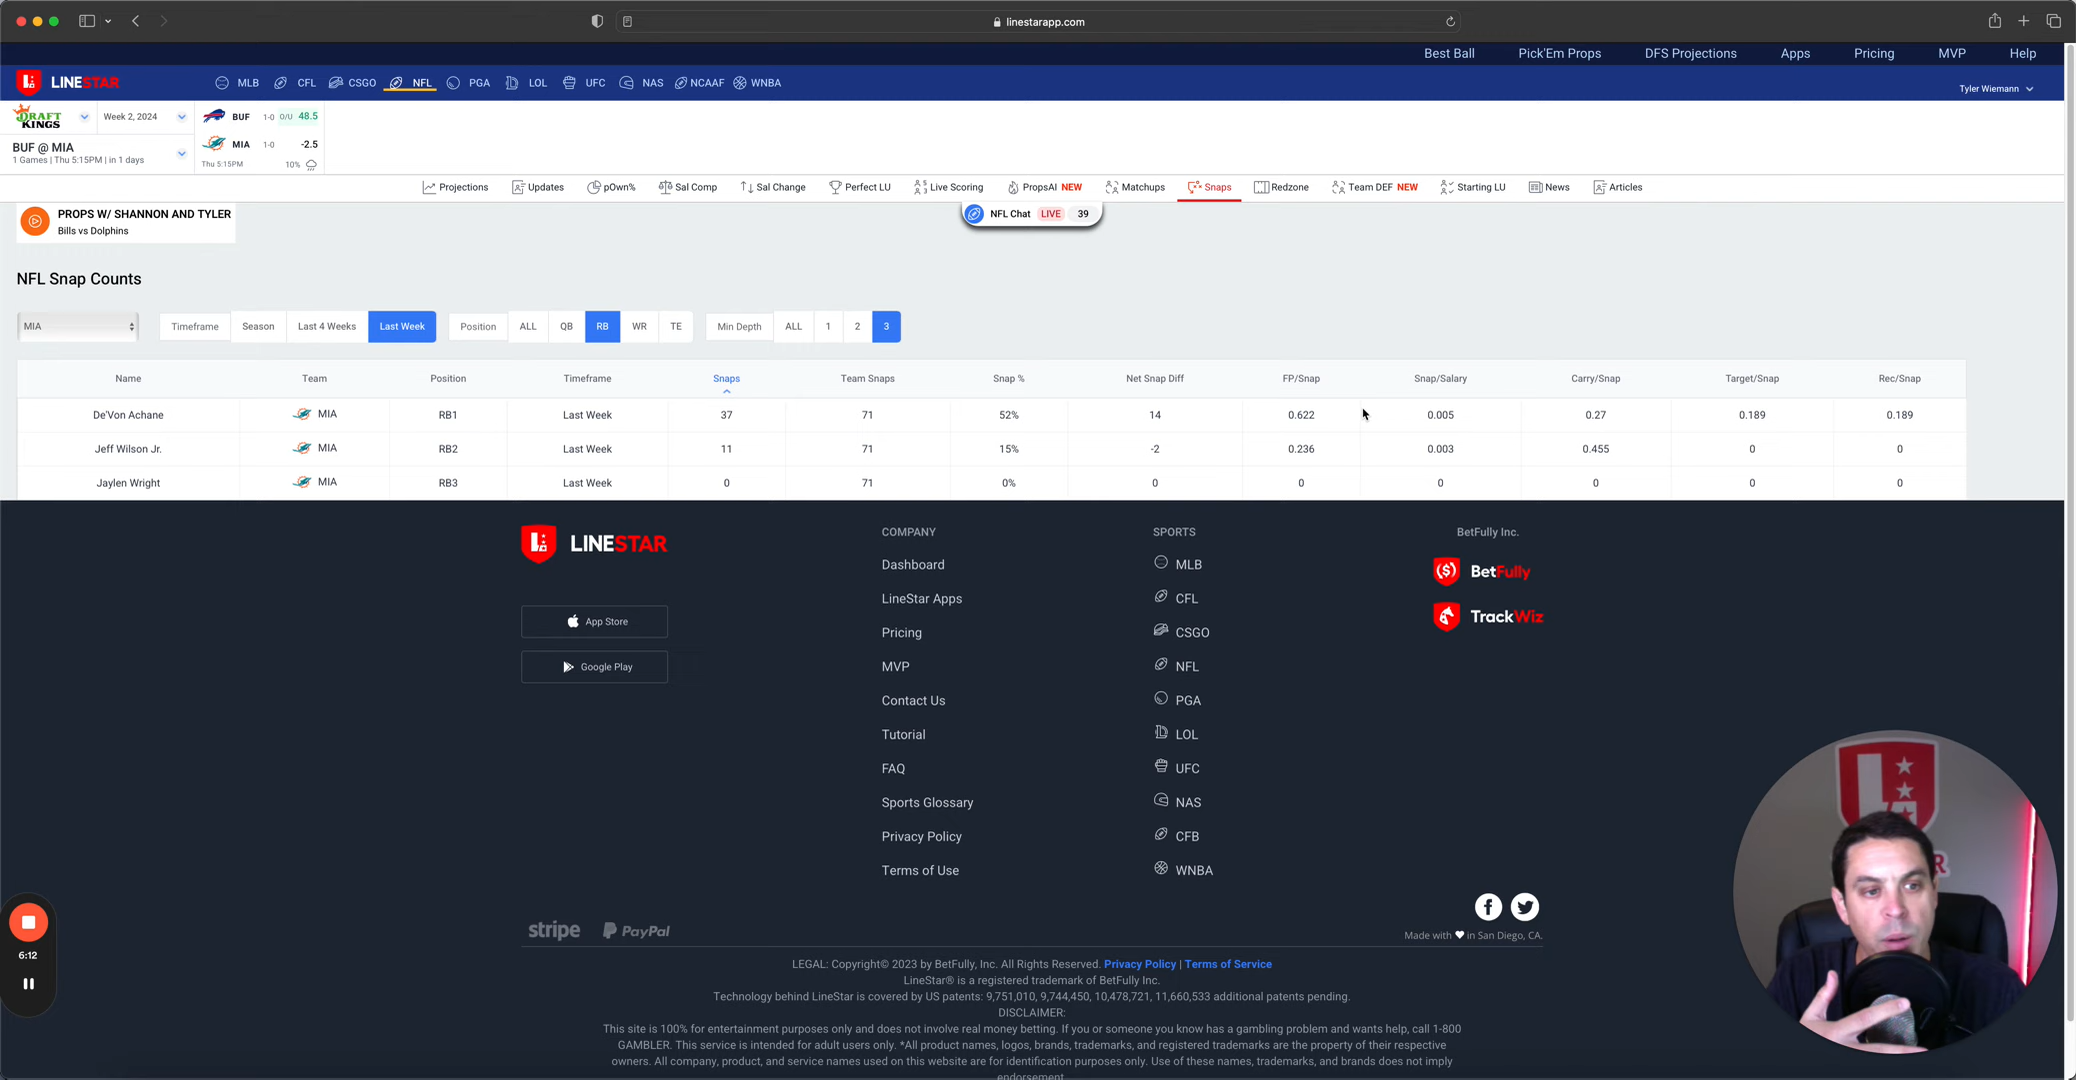 linestarapp.com
Best Ball Pick'Em Props DFS Projections Apps Pricing MVP Help
LINESTAR MLB CFL CSGO NFL PGA LOL UFC NAS NCAAF WNBA
Tyler Wiemann
DRAFT KINGS Week 2, 2024
BUF 1-0 O/U 48.5
BUF @ MIA
1 Games | Thu 5:15PM | in 1 days
MIA 1-0 -2.5
Thu 5:15PM 10%
Projections Updates pOwn% Sal Comp Sal Change Perfect LU Live Scoring PropsAI NEW Matchups Snaps Redzone Team DEF NEW Starting LU News Articles
NFL Chat LIVE 39
PROPS W/ SHANNON AND TYLER
Bills vs Dolphins
NFL Snap Counts
MIA Timeframe Season Last 4 Weeks Last Week Position ALL QB RB WR TE Min Depth ALL 1 2 3
Name Team Position Timeframe Snaps Team Snaps Snap % Net Snap Diff FP/Snap Snap/Salary Carry/Snap Target/Snap Rec/Snap
De'Von Achane MIA RB1 Last Week 37 71 52% 14 0.622 0.005 0.27 0.189 0.189
Jeff Wilson Jr. MIA RB2 Last Week 11 71 15% -2 0.236 0.003 0.455 0 0
Jaylen Wright MIA RB3 Last Week 0 71 0% 0 0 0 0 0 0
LINESTAR
App Store
Google Play
COMPANY
Dashboard
LineStar Apps
Pricing
MVP
Contact Us
Tutorial
FAQ
Sports Glossary
Privacy Policy
Terms of Use
SPORTS
MLB
CFL
CSGO
NFL
PGA
LOL
UFC
NAS
CFB
WNBA
BetFully Inc.
BetFully
TrackWiz
stripe PayPal
Made with ♥ in San Diego, CA.
LEGAL: Copyright© 2023 by BetFully, Inc. All Rights Reserved. Privacy Policy | Terms of Service
LineStar® is a registered trademark of BetFully Inc.
Technology behind LineStar is covered by US patents: 9,751,010, 9,744,450, 10,478,721, 11,660,533 additional patents pending.
DISCLAIMER:
This site is 100% for entertainment purposes only and does not involve real money betting. If you or someone you know has a gambling problem and wants help, call 1-800
GAMBLER. This service is intended for adult users only. *All product names, logos, brands, trademarks, and registered trademarks are the property of their respective
owners. All company, product, and service names used on this website are for identification purposes only. Use of these names, trademarks, and brands does not imply
endorsement.
6:12